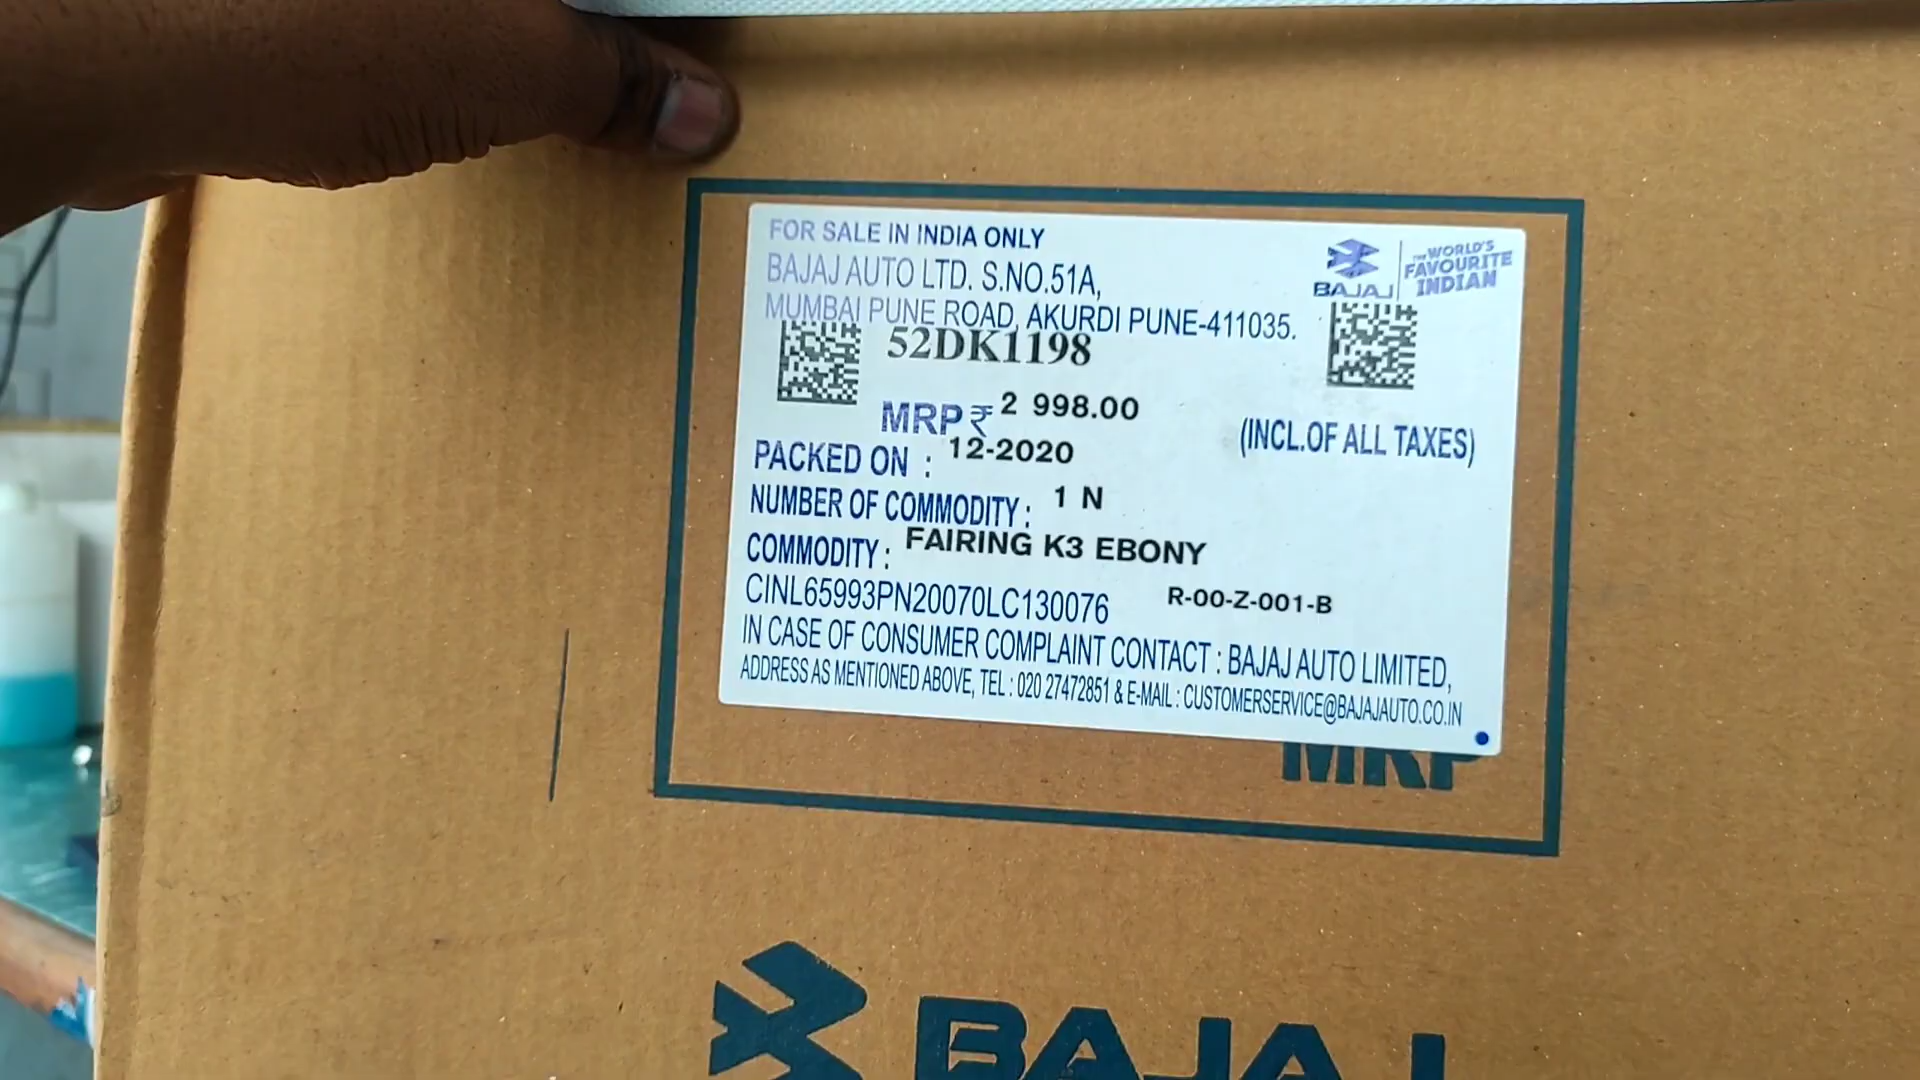 FOR SALE IN INDIA ONLY
BAJAJ AUTO LTD. S.NO.51A,
MUMBAI PUNE ROAD, AKURDI PUNE-411035.
BAJAJ
THE WORLD'S
FAVOURITE
INDIAN
52DK1198
MRP ₹ 2 998.00
(INCL.OF ALL TAXES)
PACKED ON : 12-2020
NUMBER OF COMMODITY : 1 N
COMMODITY : FAIRING K3 EBONY
CINL65993PN20070LC130076 R-00-Z-001-B
IN CASE OF CONSUMER COMPLAINT CONTACT : BAJAJ AUTO LIMITED,
ADDRESS AS MENTIONED ABOVE, TEL : 020 27472851 & E-MAIL : CUSTOMERSERVICE@BAJAJAUTO.CO.IN
MRP
BAJAJ